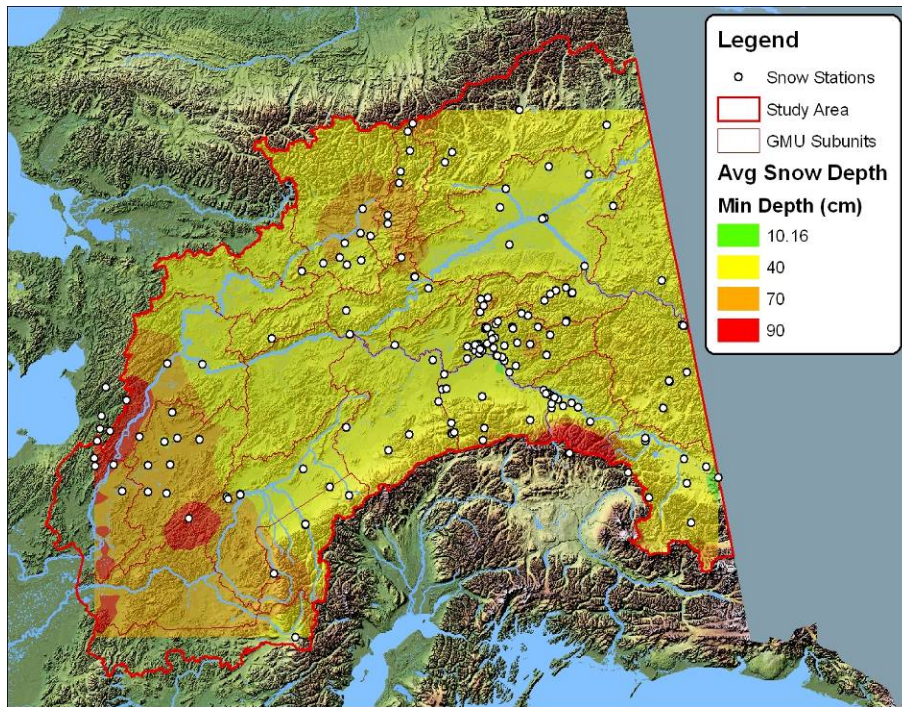 Legend
Snow Stations
Study Area
GMU Subunits
Avg Snow Depth
Min Depth (cm)
10.16
40
70
90